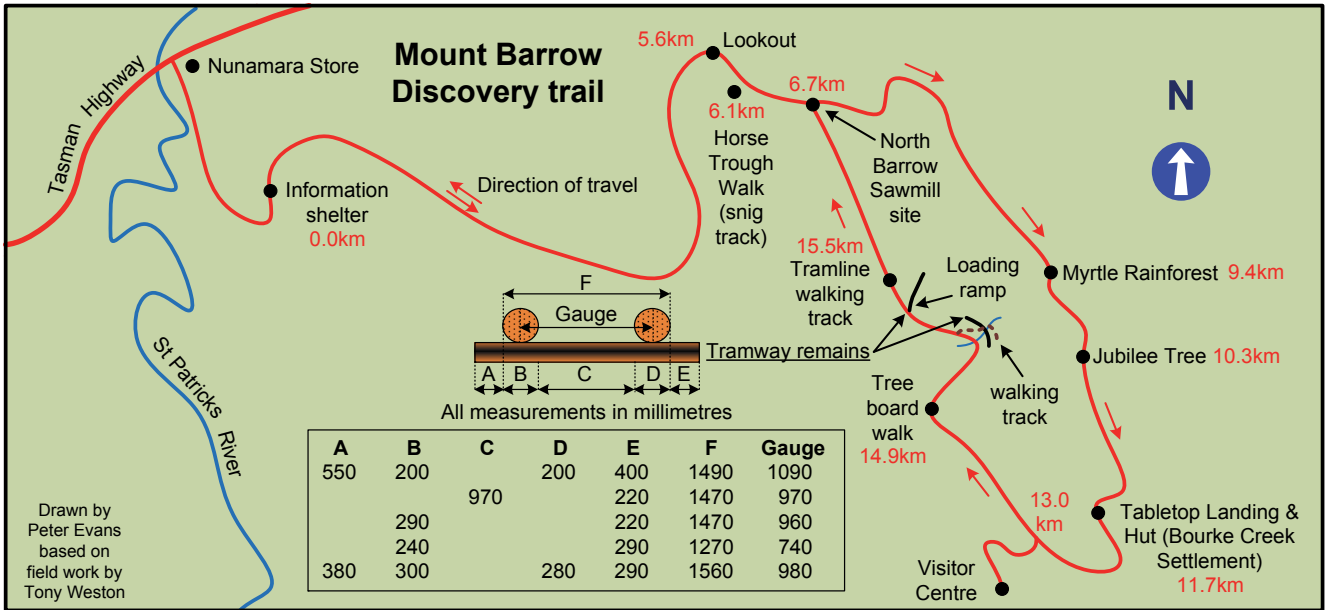 Mount Barrow
Discovery trail
Tasman Highway
Nunamara Store
St Patricks River
Information
shelter
0.0km
Direction of travel
5.6km
Lookout
6.1km
Horse
Trough
Walk
(snig
track)
6.7km
North
Barrow
Sawmill
site
N
Myrtle Rainforest 9.4km
Jubilee Tree 10.3km
Tabletop Landing &
Hut (Bourke Creek
Settlement)
11.7km
13.0
km
Visitor
Centre
Tree
board
walk
14.9km
15.5km
Tramline
walking
track
Loading
ramp
Tramway remains
walking
track
F
Gauge
A B C D E
All measurements in millimetres
A B C D E F Gauge
550 200 200 400 1490 1090
970 220 1470 970
290 220 1470 960
240 290 1270 740
380 300 280 290 1560 980
Drawn by
Peter Evans
based on
field work by
Tony Weston